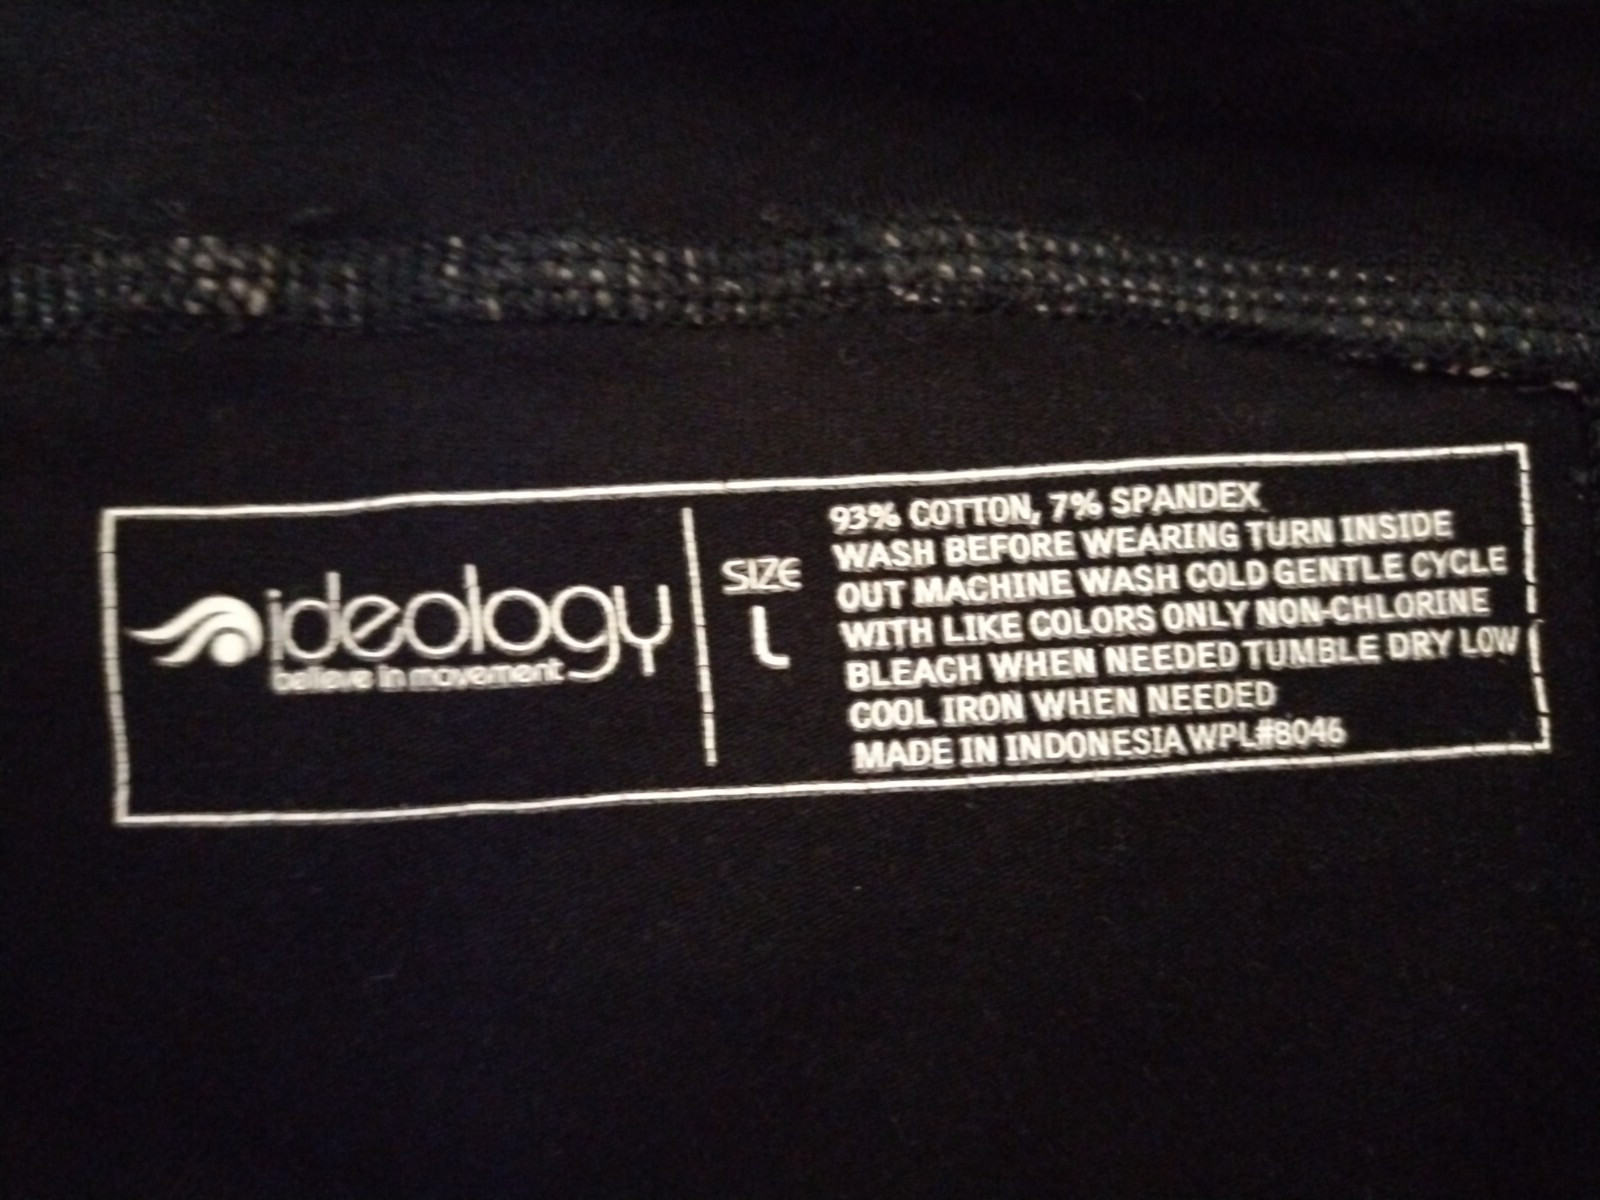 ideology
believe in movement
SIZE
L
93% COTTON, 7% SPANDEX
WASH BEFORE WEARING TURN INSIDE
OUT MACHINE WASH COLD GENTLE CYCLE
WITH LIKE COLORS ONLY NON-CHLORINE
BLEACH WHEN NEEDED TUMBLE DRY LOW
COOL IRON WHEN NEEDED
MADE IN INDONESIA WPL#8046